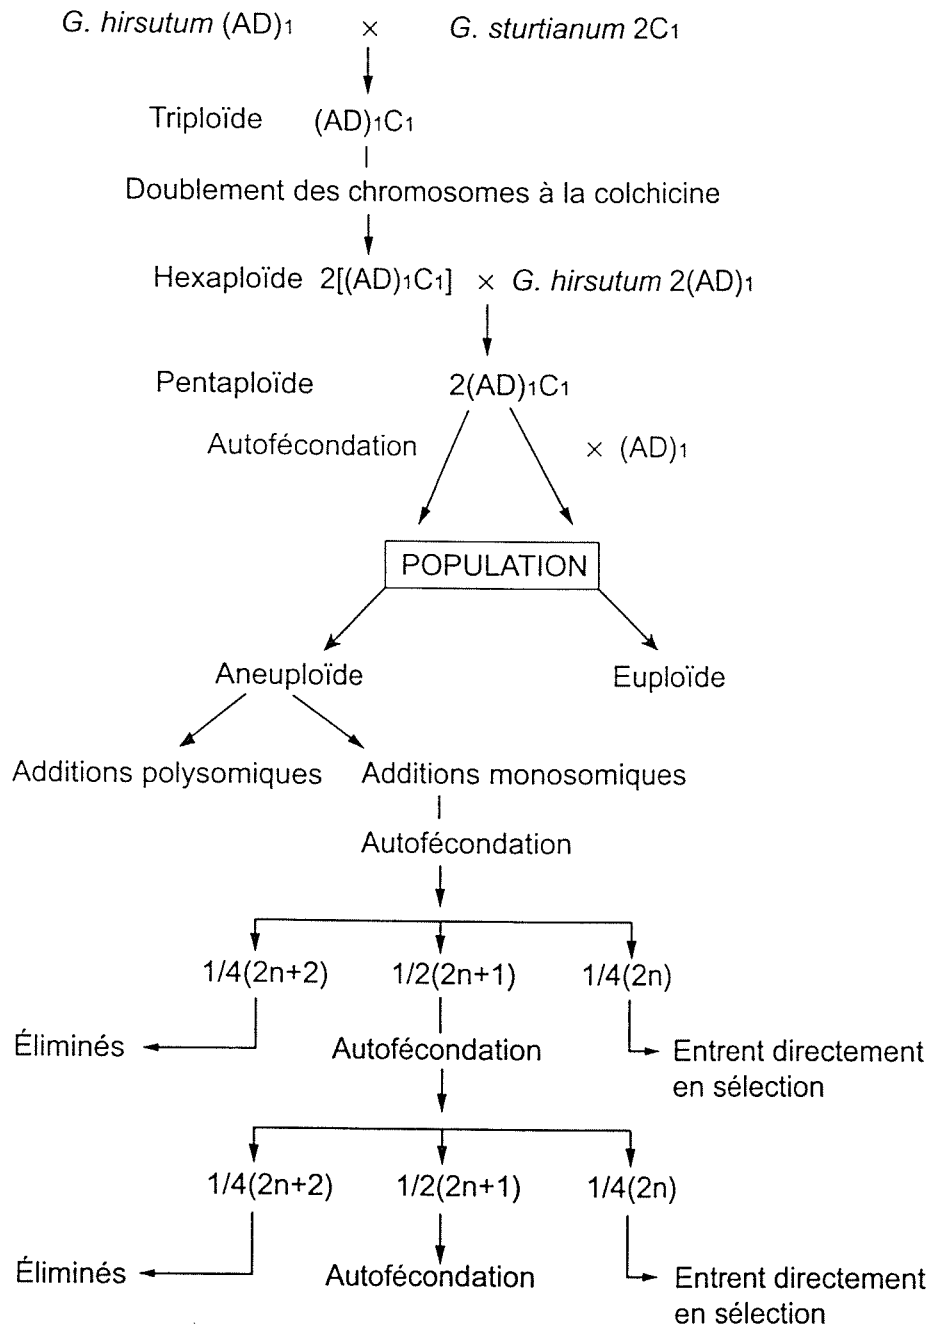 G. hirsutum (AD)1 × G. sturtianum 2C1
Triploïde (AD)1C1
Doublement des chromosomes à la colchicine
Hexaploïde 2[(AD)1C1] × G. hirsutum 2(AD)1
Pentaploïde 2(AD)1C1
Autofécondation × (AD)1
POPULATION
Aneuploïde Euploïde
Additions polysomiques Additions monosomiques
Autofécondation
1/4(2n+2) 1/2(2n+1) 1/4(2n)
Éliminés Autofécondation Entrent directement
en sélection
1/4(2n+2) 1/2(2n+1) 1/4(2n)
Éliminés Autofécondation Entrent directement
en sélection